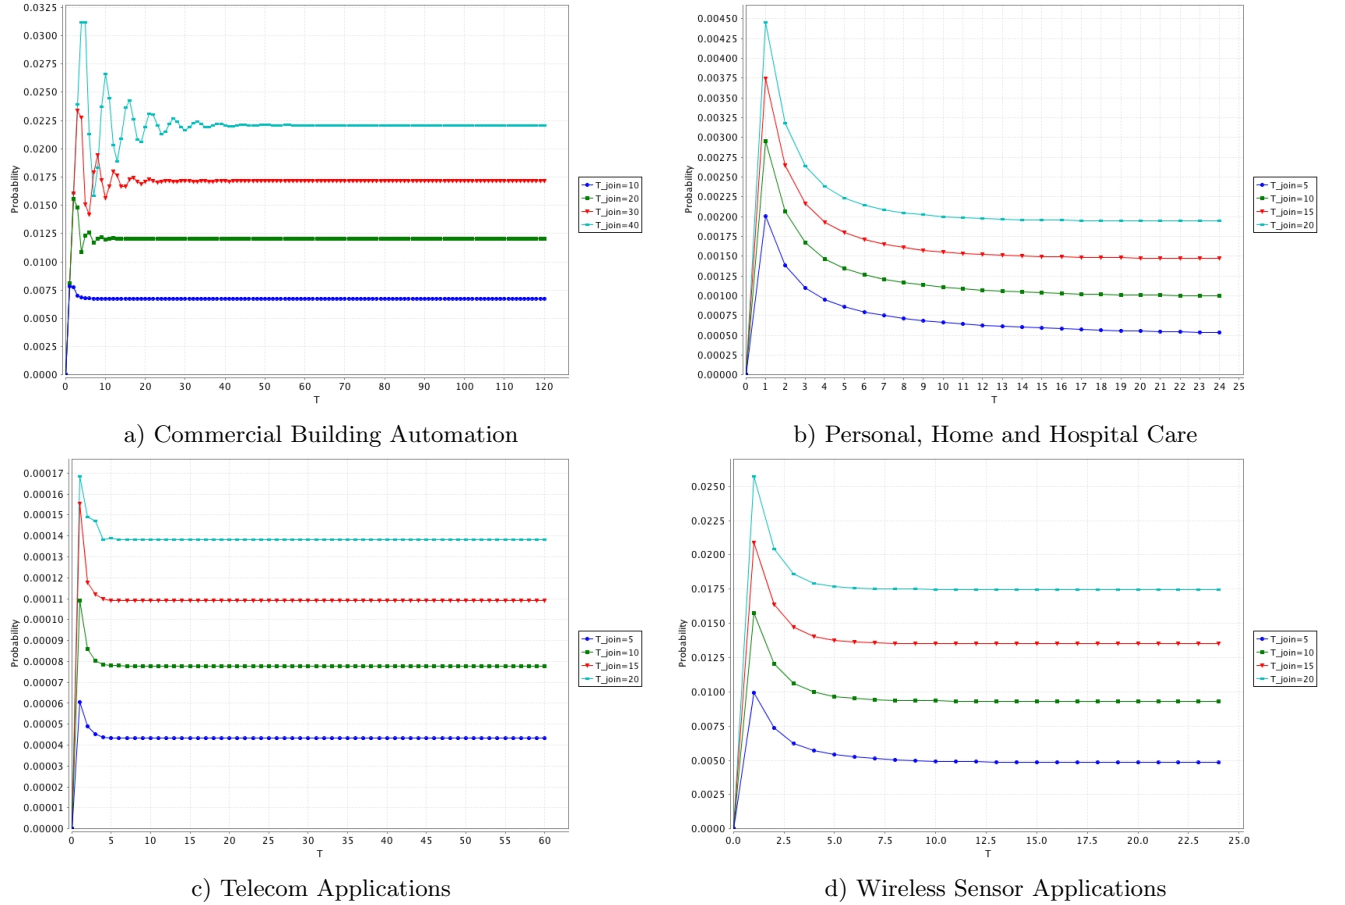 0.0325
0.0300
0.0275
0.0250
0.0225
0.0200
0.0175
0.0150
0.0125
0.0100
0.0075
0.0050
0.0025
0.0000
Probability
0 10 20 30 40 50 60 70 80 90 100 110 120
T
T_join=10
T_join=20
T_join=30
T_join=40
a) Commercial Building Automation
0.00450
0.00425
0.00400
0.00375
0.00350
0.00325
0.00300
0.00275
0.00250
0.00225
0.00200
0.00175
0.00150
0.00125
0.00100
0.00075
0.00050
0.00025
0.00000
Probability
0 1 2 3 4 5 6 7 8 9 10 11 12 13 14 15 16 17 18 19 20 21 22 23 24 25
T
T_join=5
T_join=10
T_join=15
T_join=20
b) Personal, Home and Hospital Care
0.00017
0.00016
0.00015
0.00014
0.00013
0.00012
0.00011
0.00010
0.00009
0.00008
0.00007
0.00006
0.00005
0.00004
0.00003
0.00002
0.00001
0.00000
Probability
0 5 10 15 20 25 30 35 40 45 50 55 60
T
T_join=5
T_join=10
T_join=15
T_join=20
c) Telecom Applications
0.0250
0.0225
0.0200
0.0175
0.0150
0.0125
0.0100
0.0075
0.0050
0.0025
0.0000
Probability
0.0 2.5 5.0 7.5 10.0 12.5 15.0 17.5 20.0 22.5 25.0
T
T_join=5
T_join=10
T_join=15
T_join=20
d) Wireless Sensor Applications